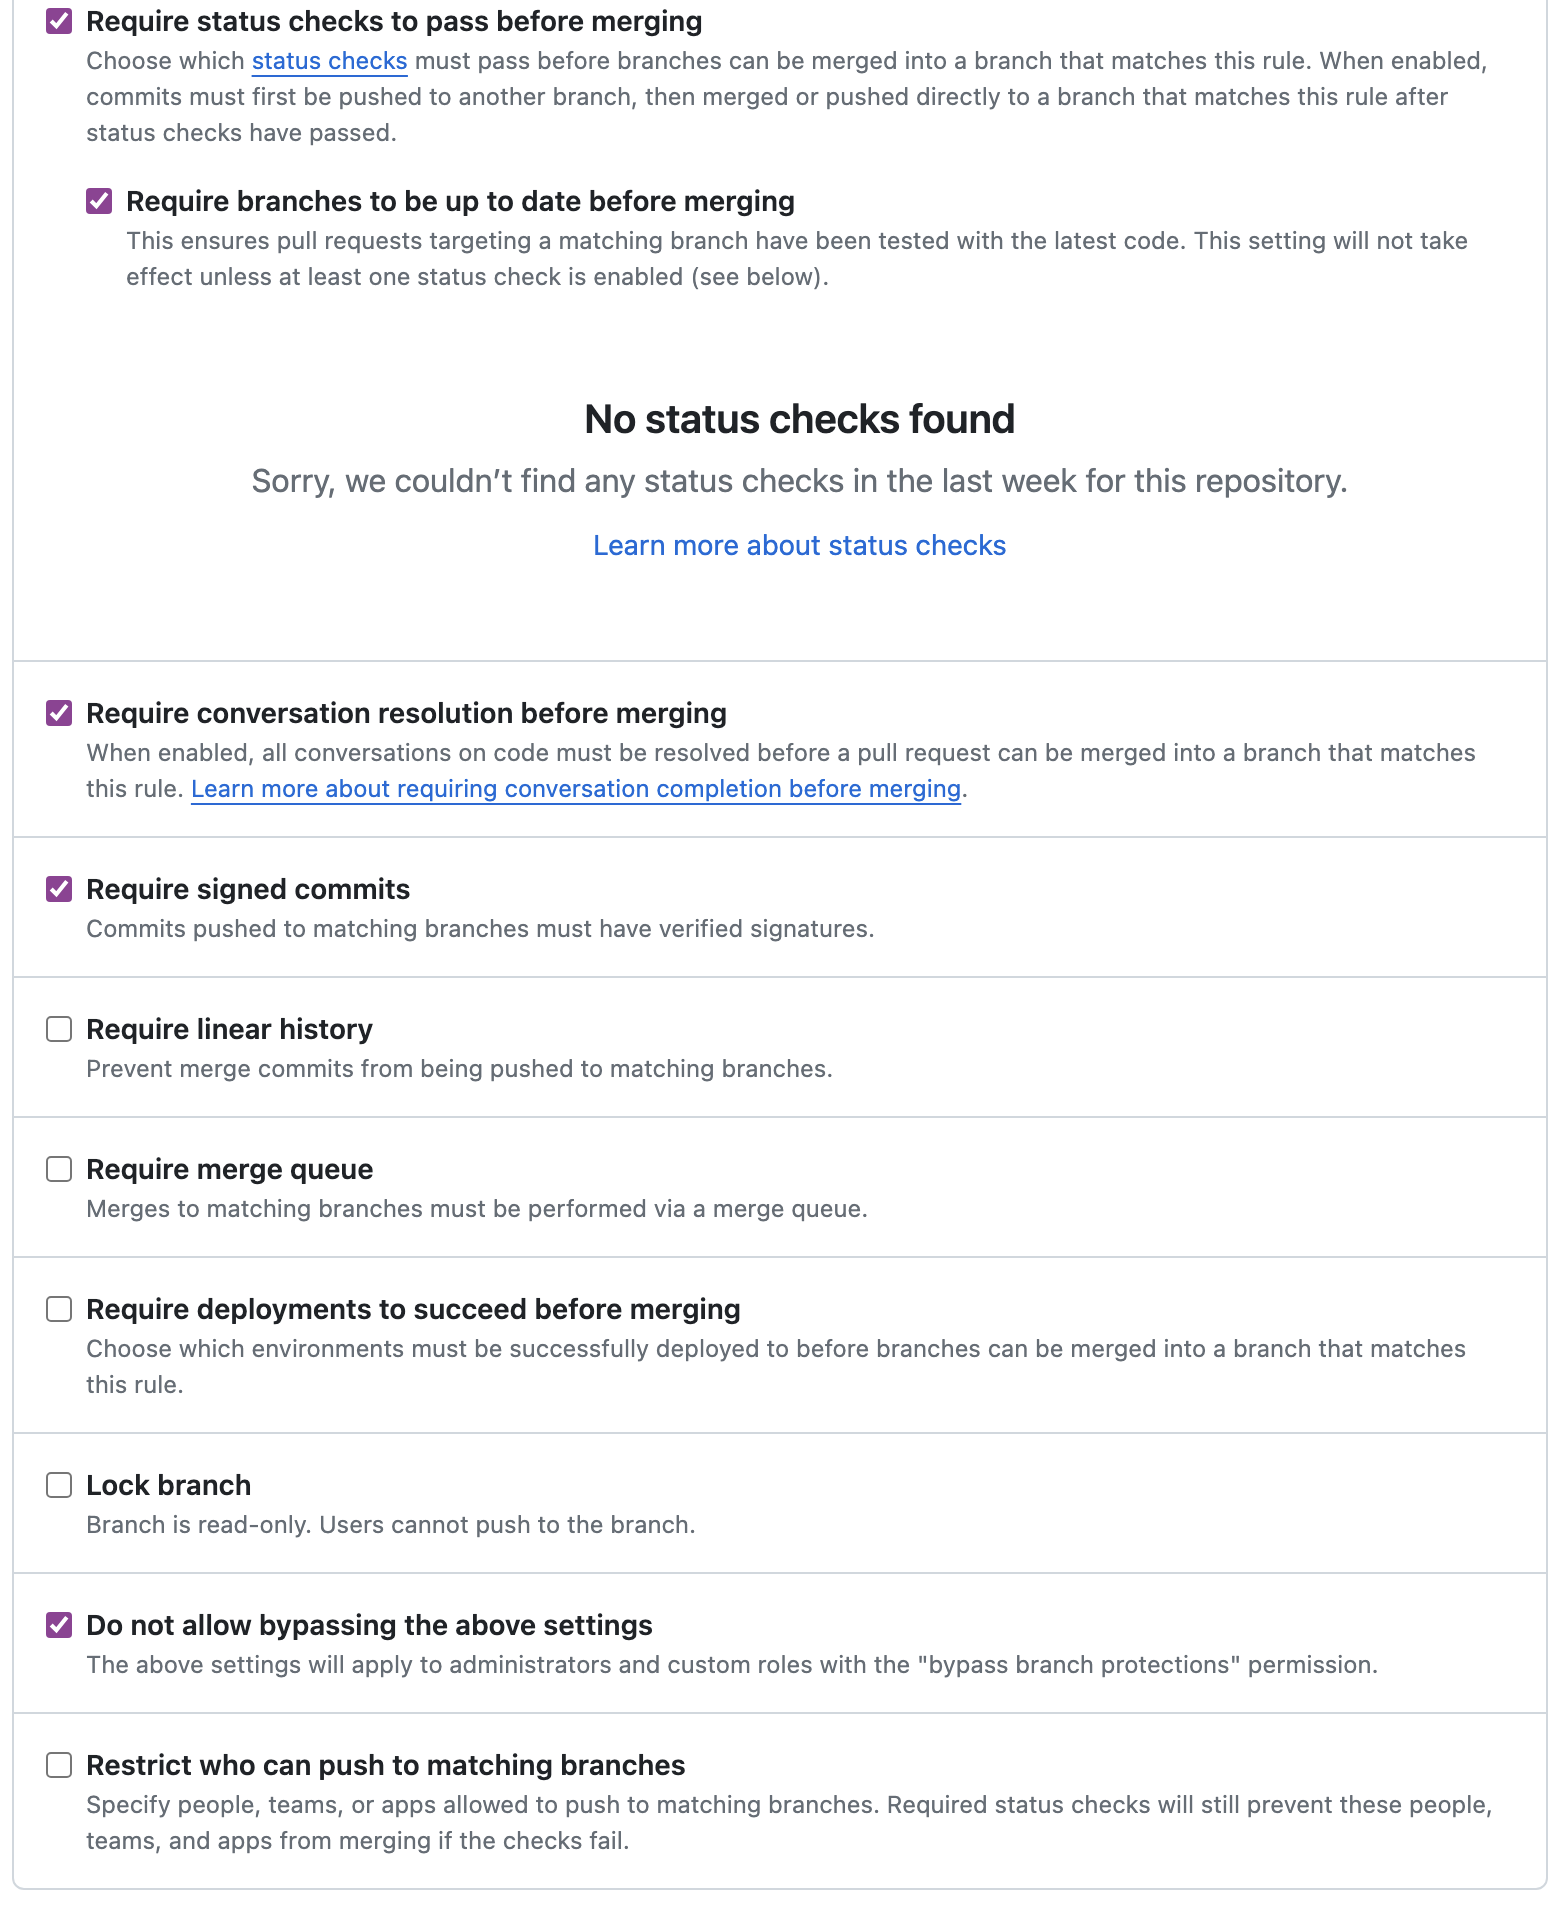 Require status checks to pass before merging
Choose which status checks must pass before branches can be merged into a branch that matches this rule. When enabled,
commits must first be pushed to another branch, then merged or pushed directly to a branch that matches this rule after
status checks have passed.
Require branches to be up to date before merging
This ensures pull requests targeting a matching branch have been tested with the latest code. This setting will not take
effect unless at least one status check is enabled (see below).
No status checks found
Sorry, we couldn’t find any status checks in the last week for this repository.
Learn more about status checks
Require conversation resolution before merging
When enabled, all conversations on code must be resolved before a pull request can be merged into a branch that matches
this rule. Learn more about requiring conversation completion before merging.
Require signed commits
Commits pushed to matching branches must have verified signatures.
Require linear history
Prevent merge commits from being pushed to matching branches.
Require merge queue
Merges to matching branches must be performed via a merge queue.
Require deployments to succeed before merging
Choose which environments must be successfully deployed to before branches can be merged into a branch that matches
this rule.
Lock branch
Branch is read-only. Users cannot push to the branch.
Do not allow bypassing the above settings
The above settings will apply to administrators and custom roles with the "bypass branch protections" permission.
Restrict who can push to matching branches
Specify people, teams, or apps allowed to push to matching branches. Required status checks will still prevent these people,
teams, and apps from merging if the checks fail.